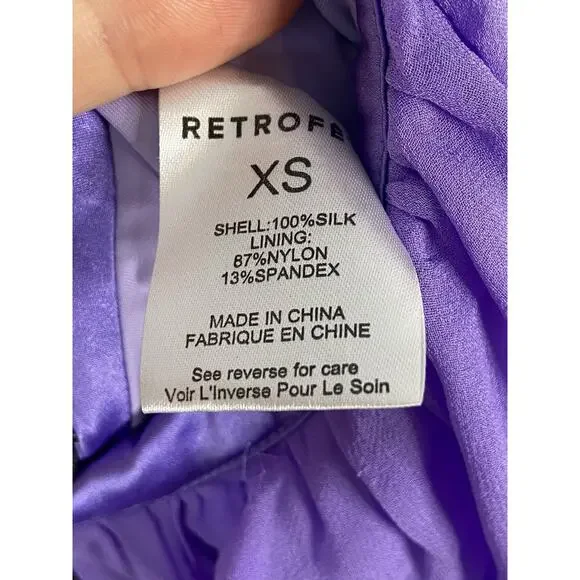 RETROFE
XS
SHELL:100%SILK
LINING:
87%NYLON
13%SPANDEX
MADE IN CHINA
FABRIQUE EN CHINE
See reverse for care
Voir L'Inverse Pour Le Soin